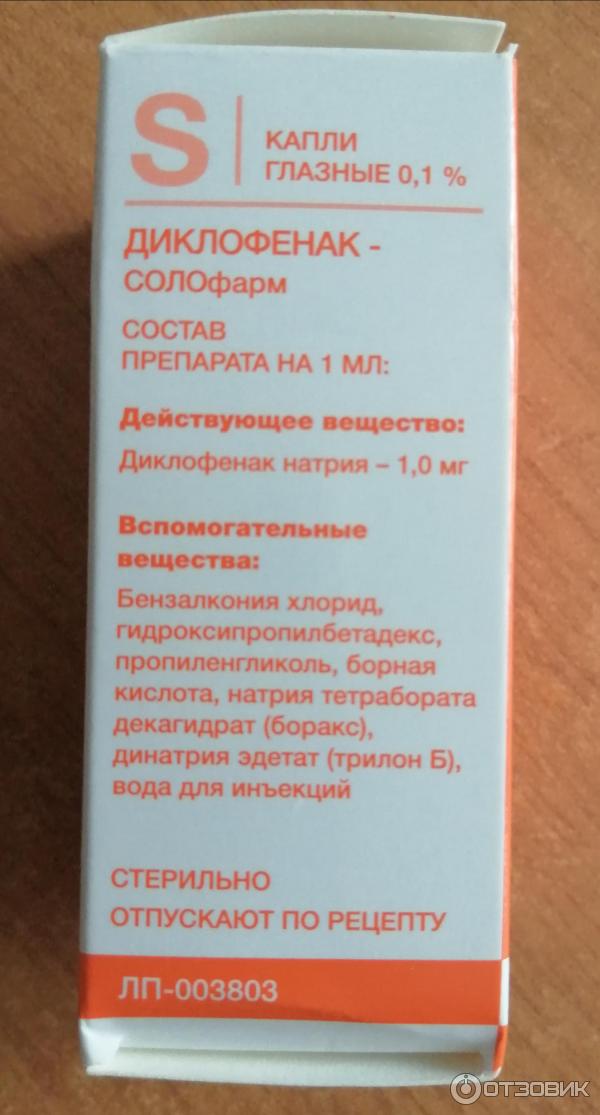 S
КАПЛИ
ГЛАЗНЫЕ 0,1 %
ДИКЛОФЕНАК -
СОЛОфарм
СОСТАВ
ПРЕПАРАТА НА 1 МЛ:
Действующее вещество:
Диклофенак натрия – 1,0 мг
Вспомогательные
вещества:
Бензалкония хлорид,
гидроксипропилбетадекс,
пропиленгликоль, борная
кислота, натрия тетрабората
декагидрат (боракс),
динатрия эдетат (трилон Б),
вода для инъекций
СТЕРИЛЬНО
ОТПУСКАЮТ ПО РЕЦЕПТУ
ЛП-003803
ОТЗОВИК